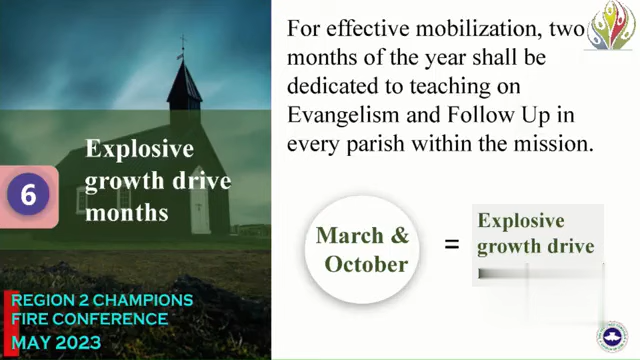 For effective mobilization, two
months of the year shall be
dedicated to teaching on
Evangelism and Follow Up in
every parish within the mission.
Explosive
growth drive
months
6
March &
October
=
Explosive
growth drive
REGION 2 CHAMPIONS
FIRE CONFERENCE
MAY 2023